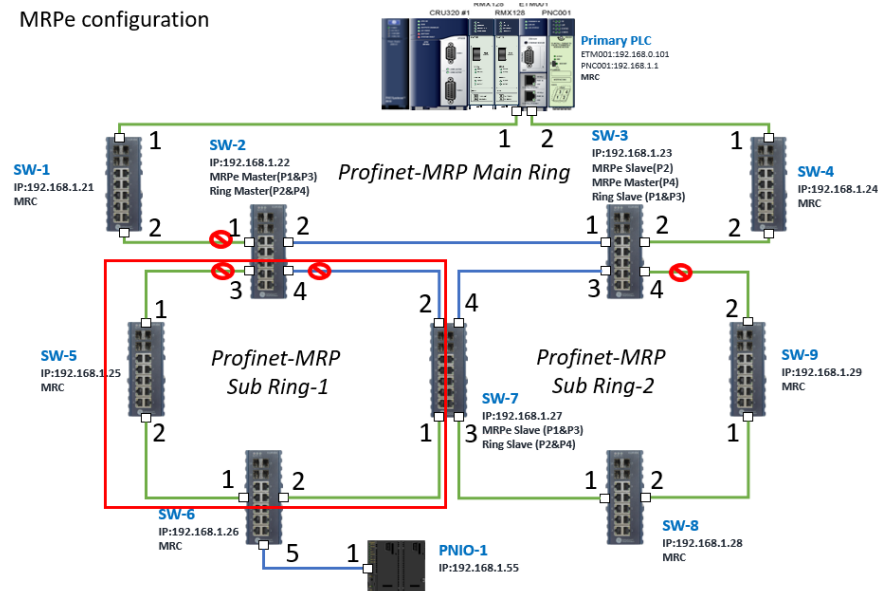 MRPe configuration
RMX128
ETM001
CRU320 #1
RMX128
PNC001
Primary PLC
ETM001:192.168.0.101
PNC001:192.168.1.1
MRC
1
2
1
SW-1
IP:192.168.1.21
MRC
2
SW-2
IP:192.168.1.22
MRPe Master(P1&P3)
Ring Master(P2&P4)
Profinet-MRP Main Ring
SW-3
IP:192.168.1.23
MRPe Slave(P2)
MRPe Master(P4)
Ring Slave (P1&P3)
1
SW-4
IP:192.168.1.24
MRC
2
1
2
3
4
1
2
3
4
1
SW-5
IP:192.168.1.25
MRC
2
Profinet-MRP
Sub Ring-1
2
4
1
3
SW-7
IP:192.168.1.27
MRPe Slave (P1&P3)
Ring Slave (P2&P4)
Profinet-MRP
Sub Ring-2
2
SW-9
IP:192.168.1.29
MRC
1
1
2
SW-6
IP:192.168.1.26
MRC
5
1
PNIO-1
IP:192.168.1.55
1
2
SW-8
IP:192.168.1.28
MRC